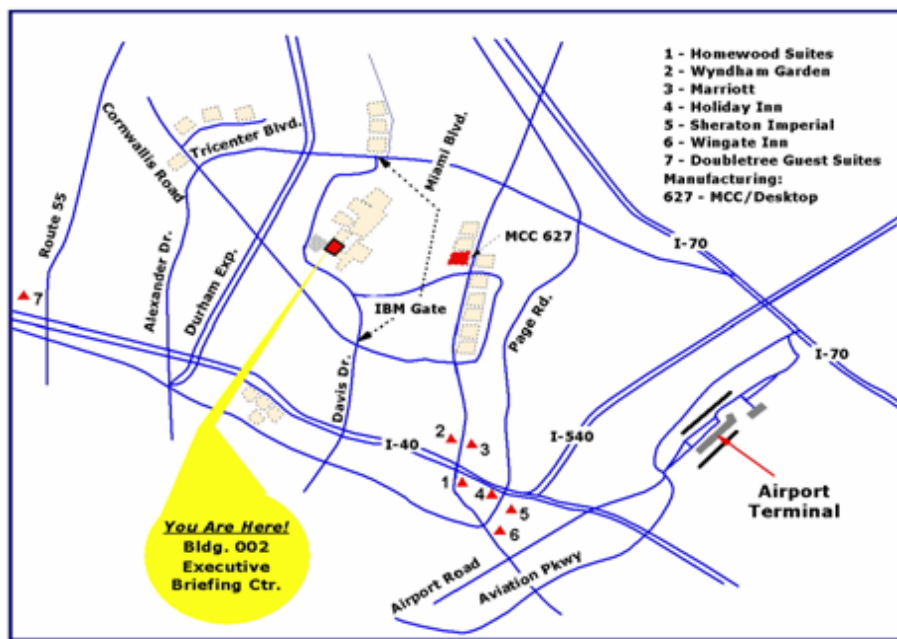 1 - Homewood Suites
2 - Wyndham Garden
3 - Marriott
4 - Holiday Inn
5 - Sheraton Imperial
6 - Wingate Inn
7 - Doubletree Guest Suites
Manufacturing:
627 - MCC/Desktop
Cornwallis Road
Tricenter Blvd.
Miami Blvd.
Route 55
Alexander Dr.
Durham Exp.
MCC 627
I-70
IBM Gate
Page Rd.
7
I-70
Davis Dr.
2
3
I-40
I-540
1
4
5
6
Airport
Terminal
You Are Here!
Bldg. 002
Executive
Briefing Ctr.
Airport Road
Aviation Pkwy